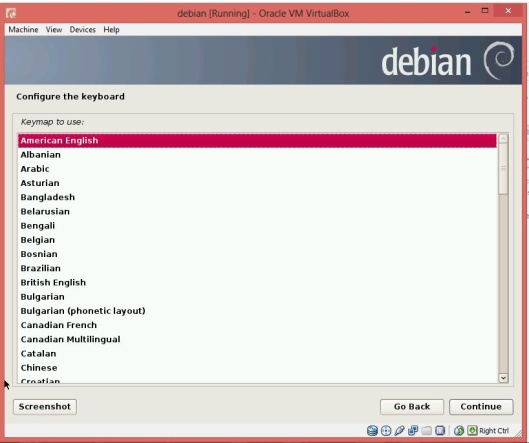 debian [Running] - Oracle VM VirtualBox
Machine View Devices Help
debian
Configure the keyboard
Keymap to use:
American English
Albanian
Arabic
Asturian
Bangladesh
Belarusian
Bengali
Belgian
Bosnian
Brazilian
British English
Bulgarian
Bulgarian (phonetic layout)
Canadian French
Canadian Multilingual
Catalan
Chinese
Croatian
Screenshot Go Back Continue
Right Ctrl